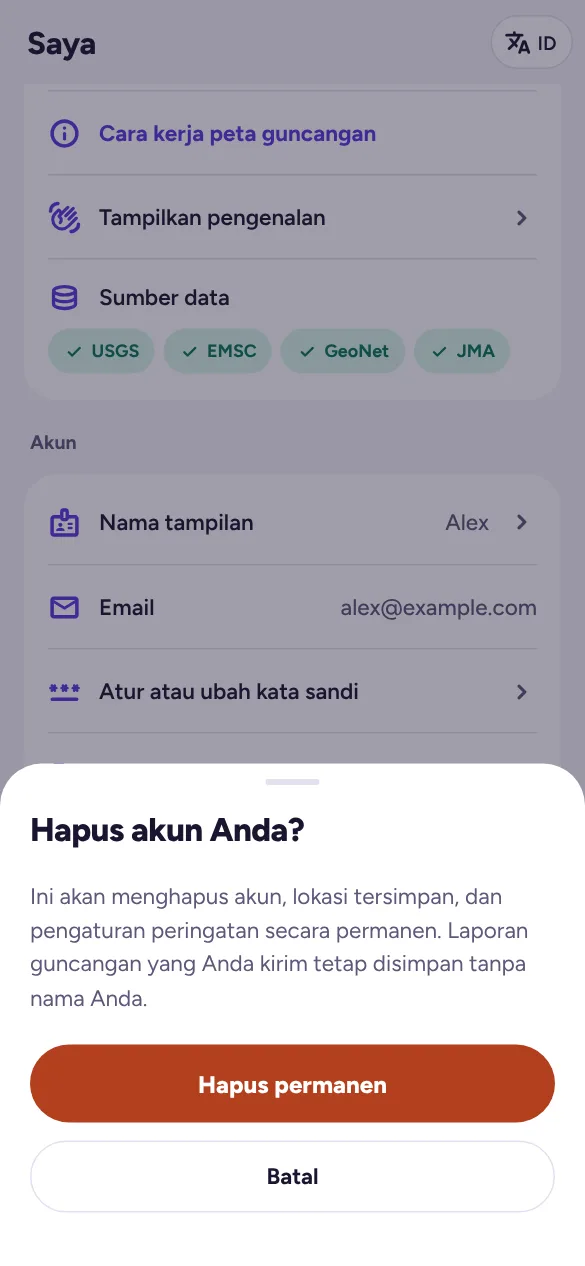 Saya
ID
Cara kerja peta guncangan
Tampilkan pengenalan
Sumber data
USGS EMSC GeoNet JMA
Akun
Nama tampilan Alex
Email alex@example.com
Atur atau ubah kata sandi
Hapus akun Anda?
Ini akan menghapus akun, lokasi tersimpan, dan
pengaturan peringatan secara permanen. Laporan
guncangan yang Anda kirim tetap disimpan tanpa
nama Anda.
Hapus permanen
Batal